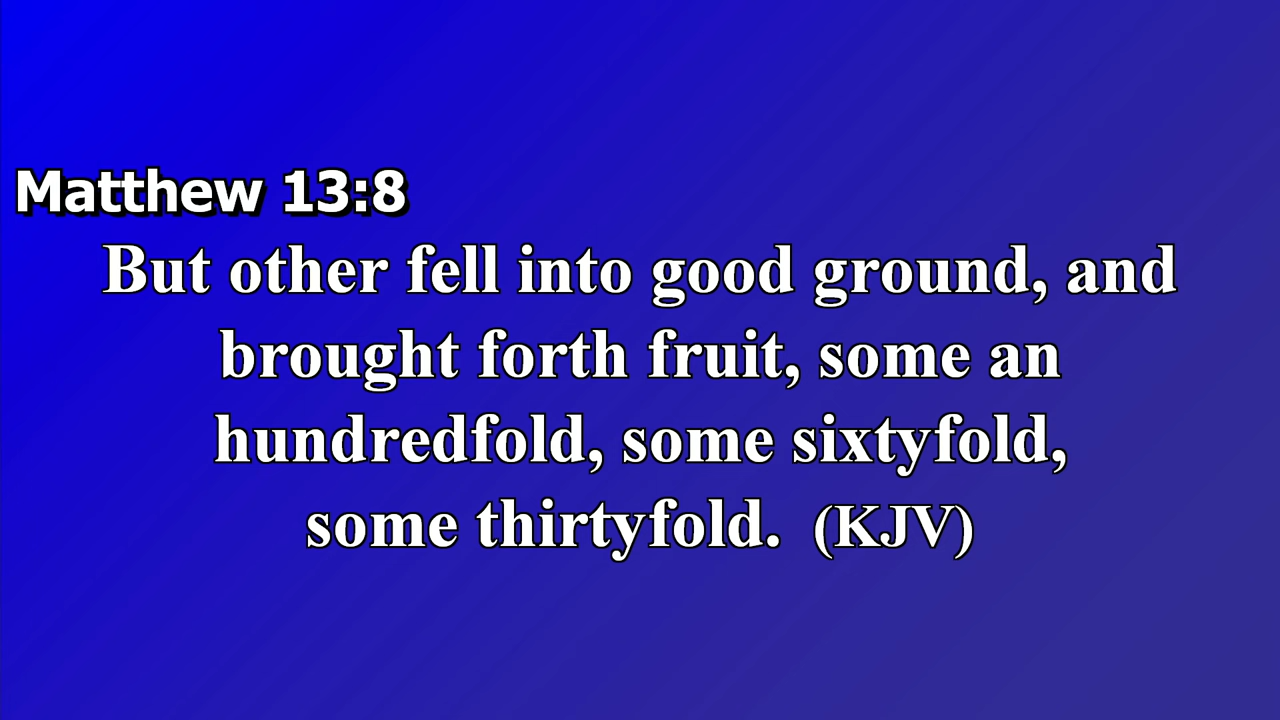 Matthew 13:8
But other fell into good ground, and
brought forth fruit, some an
hundredfold, some sixtyfold,
some thirtyfold. (KJV)